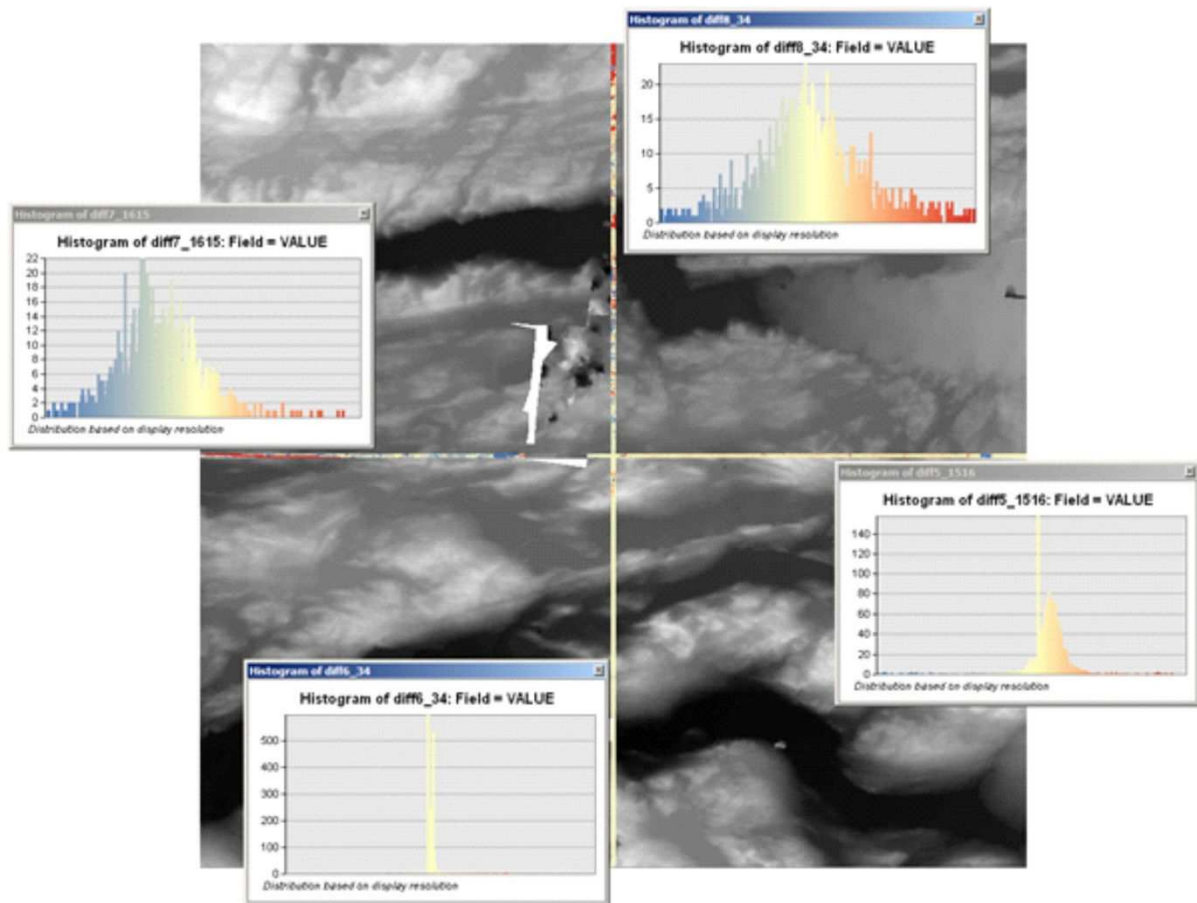 Histogram of diff8_34
Histogram of diff8_34: Field = VALUE
20
15
10
5
0
Distribution based on display resolution
Histogram of diff7_1615
Histogram of diff7_1615: Field = VALUE
22
22
20
18
16
14
12
10
8
6
4
2
0
Distribution based on display resolution
Histogram of diff5_1516
Histogram of diff5_1516: Field = VALUE
140
120
100
80
60
40
20
0
Distribution based on display resolution
Histogram of diff6_34
Histogram of diff6_34: Field = VALUE
500
400
300
200
100
0
Distribution based on display resolution